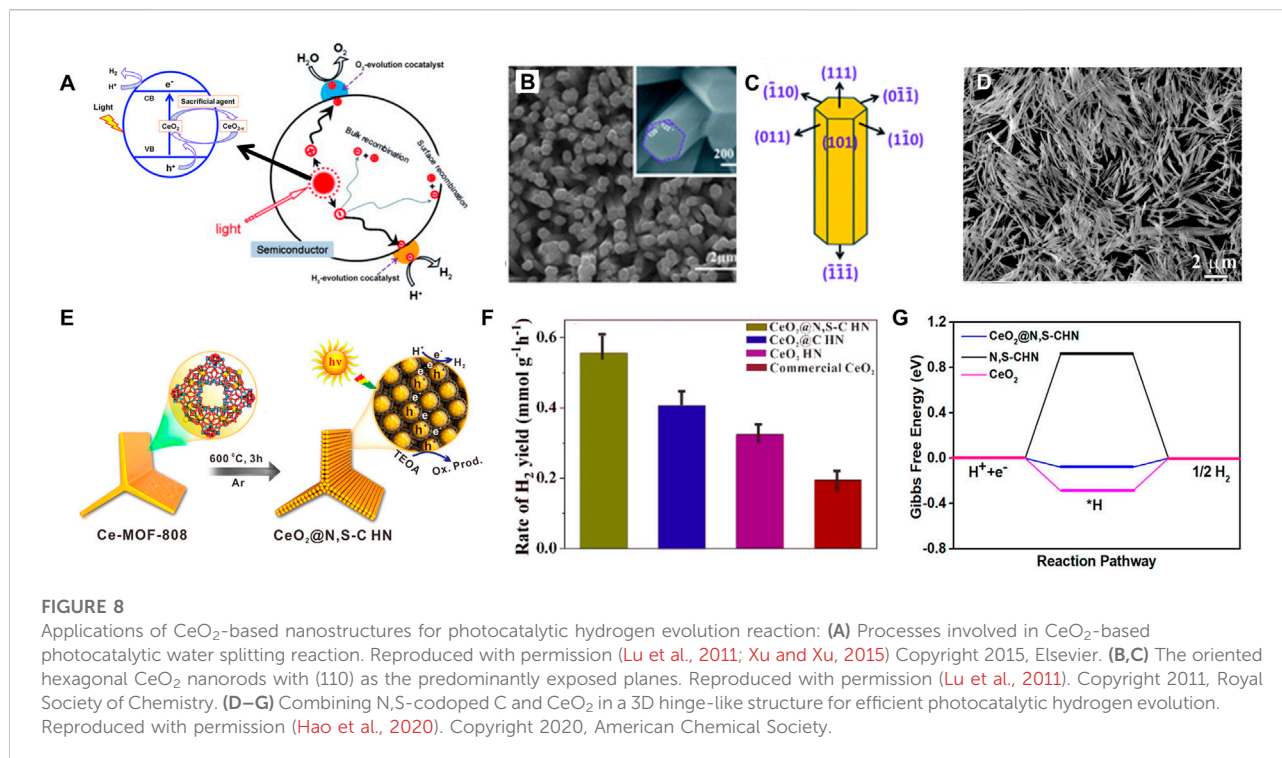 A
H₂
H⁺
Light
e⁻
CB
Sacrificial agent
CeO₂
CeO₂₋ₓ
VB
h⁺
H₂O
O₂
O₂-evolution cocatalyst
Bulk recombination
Surface recombination
light
Semiconductor
H₂-evolution cocatalyst
H₂
H⁺
B
200
2μm
C
(111)
(1̄10)
(01̄1̄)
(011)
(101)
(11̄0)
(1̄1̄1̄)
D
2 μm
E
Ce-MOF-808
600 °C, 3h
Ar
hν
H⁺
e⁻
H₂
h⁺
e⁻
h⁺
e⁻
h⁺
TEOA
Ox. Prod.
CeO₂@N,S-C HN
F
Rate of H₂ yield (mmol g⁻¹h⁻¹)
0.6
0.4
0.2
0.0
CeO₂@N,S-C HN
CeO₂@C HN
CeO₂ HN
Commercial CeO₂
G
Gibbs Free Energy (eV)
1.2
0.8
0.4
0.0
-0.4
-0.8
CeO₂@N,S-CHN
N,S-CHN
CeO₂
H⁺+e⁻
*H
1/2 H₂
Reaction Pathway
FIGURE 8
Applications of CeO₂-based nanostructures for photocatalytic hydrogen evolution reaction: (A) Processes involved in CeO₂-based
photocatalytic water splitting reaction. Reproduced with permission (Lu et al., 2011; Xu and Xu, 2015) Copyright 2015, Elsevier. (B,C) The oriented
hexagonal CeO₂ nanorods with (110) as the predominantly exposed planes. Reproduced with permission (Lu et al., 2011). Copyright 2011, Royal
Society of Chemistry. (D–G) Combining N,S-codoped C and CeO₂ in a 3D hinge-like structure for efficient photocatalytic hydrogen evolution.
Reproduced with permission (Hao et al., 2020). Copyright 2020, American Chemical Society.